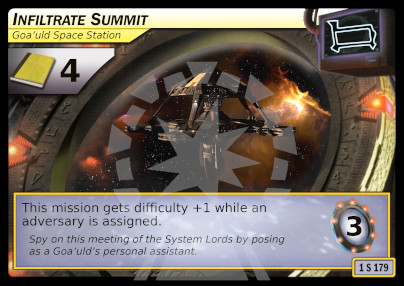 INFILTRATE SUMMIT
Goa'uld Space Station
4
This mission gets difficulty +1 while an
adversary is assigned.
Spy on this meeting of the System Lords by posing
as a Goa'uld's personal assistant.
3
1 S 179